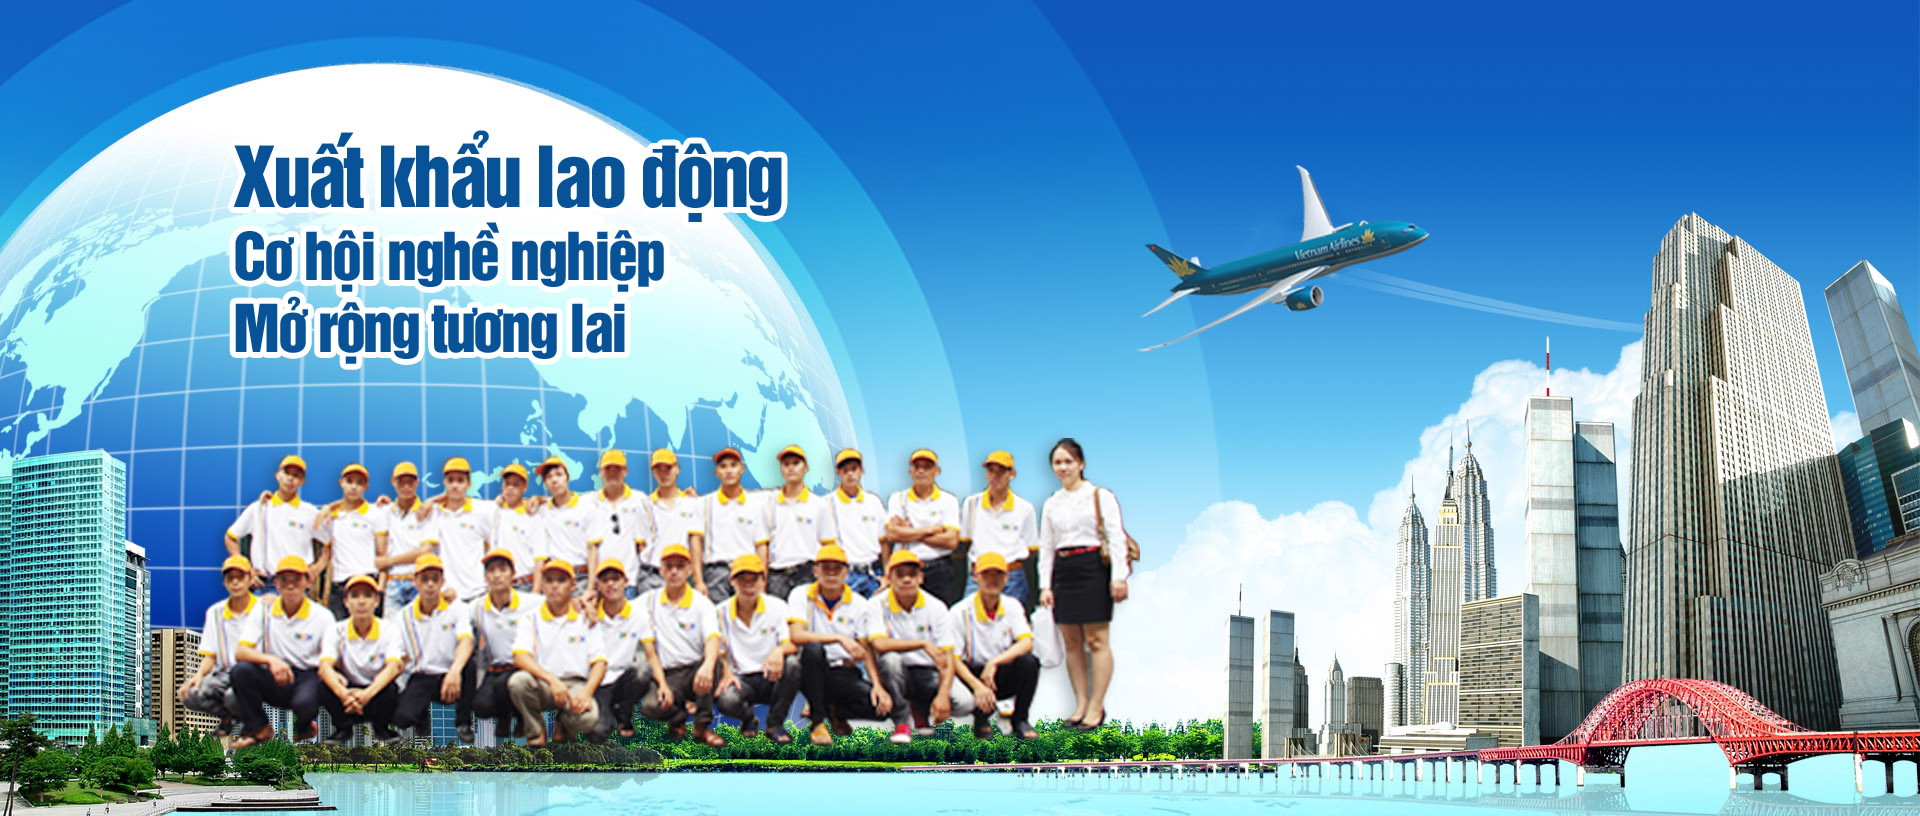 Xuất khẩu lao động
Cơ hội nghề nghiệp
Mở rộng tương lai
Vietnam Airlines